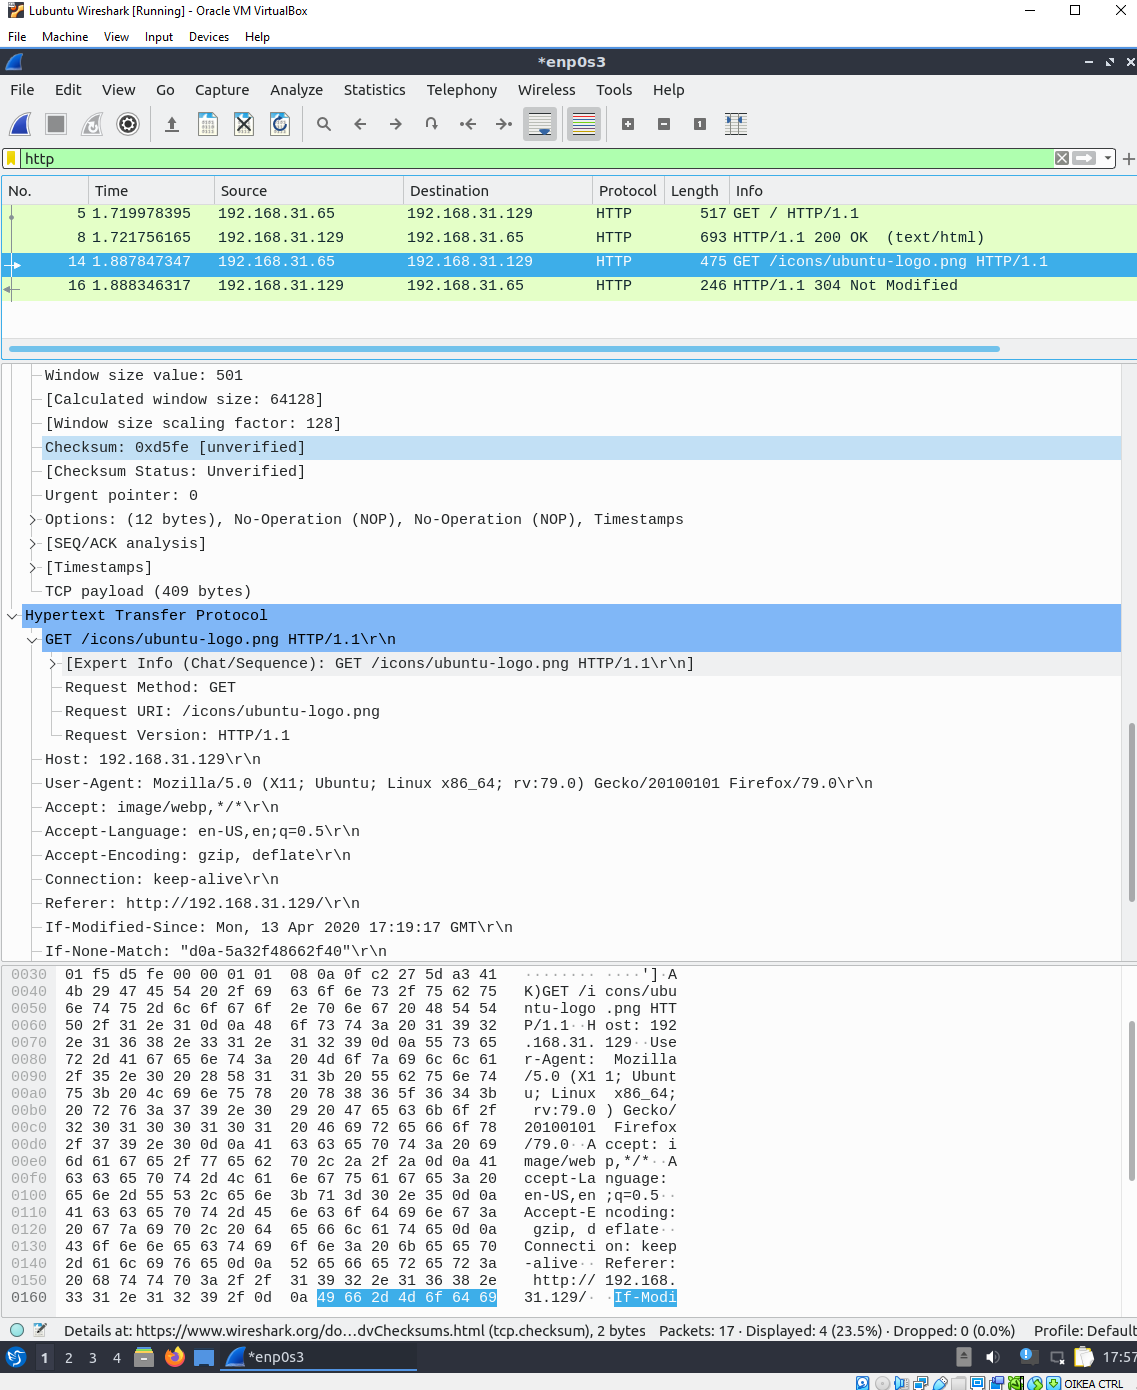 Lubuntu Wireshark [Running] - Oracle VM VirtualBox
File Machine View Input Devices Help
*enp0s3
File Edit View Go Capture Analyze Statistics Telephony Wireless Tools Help
http
No. Time Source Destination Protocol Length Info
5 1.719978395 192.168.31.65 192.168.31.129 HTTP 517 GET / HTTP/1.1
8 1.721756165 192.168.31.129 192.168.31.65 HTTP 693 HTTP/1.1 200 OK (text/html)
14 1.887847347 192.168.31.65 192.168.31.129 HTTP 475 GET /icons/ubuntu-logo.png HTTP/1.1
16 1.888346317 192.168.31.129 192.168.31.65 HTTP 246 HTTP/1.1 304 Not Modified
Window size value: 501
[Calculated window size: 64128]
[Window size scaling factor: 128]
Checksum: 0xd5fe [unverified]
[Checksum Status: Unverified]
Urgent pointer: 0
Options: (12 bytes), No-Operation (NOP), No-Operation (NOP), Timestamps
[SEQ/ACK analysis]
[Timestamps]
TCP payload (409 bytes)
Hypertext Transfer Protocol
GET /icons/ubuntu-logo.png HTTP/1.1\r\n
[Expert Info (Chat/Sequence): GET /icons/ubuntu-logo.png HTTP/1.1\r\n]
Request Method: GET
Request URI: /icons/ubuntu-logo.png
Request Version: HTTP/1.1
Host: 192.168.31.129\r\n
User-Agent: Mozilla/5.0 (X11; Ubuntu; Linux x86_64; rv:79.0) Gecko/20100101 Firefox/79.0\r\n
Accept: image/webp,*/*\r\n
Accept-Language: en-US,en;q=0.5\r\n
Accept-Encoding: gzip, deflate\r\n
Connection: keep-alive\r\n
Referer: http://192.168.31.129/\r\n
If-Modified-Since: Mon, 13 Apr 2020 17:19:17 GMT\r\n
If-None-Match: "d0a-5a32f48662f40"\r\n
0030 01 f5 d5 fe 00 00 01 01 08 0a 0f c2 27 5d a3 41 ········ ····']·A
0040 4b 29 47 45 54 20 2f 69 63 6f 6e 73 2f 75 62 75 K)GET /i cons/ubu
0050 6e 74 75 2d 6c 6f 67 6f 2e 70 6e 67 20 48 54 54 ntu-logo .png HTT
0060 50 2f 31 2e 31 0d 0a 48 6f 73 74 3a 20 31 39 32 P/1.1··H ost: 192
0070 2e 31 36 38 2e 33 31 2e 31 32 39 0d 0a 55 73 65 .168.31. 129··Use
0080 72 2d 41 67 65 6e 74 3a 20 4d 6f 7a 69 6c 6c 61 r-Agent: Mozilla
0090 2f 35 2e 30 20 28 58 31 31 3b 20 55 62 75 6e 74 /5.0 (X1 1; Ubunt
00a0 75 3b 20 4c 69 6e 75 78 20 78 38 36 5f 36 34 3b u; Linux x86_64;
00b0 20 72 76 3a 37 39 2e 30 29 20 47 65 63 6b 6f 2f rv:79.0 ) Gecko/
00c0 32 30 31 30 30 31 30 31 20 46 69 72 65 66 6f 78 20100101 Firefox
00d0 2f 37 39 2e 30 0d 0a 41 63 63 65 70 74 3a 20 69 /79.0··A ccept: i
00e0 6d 61 67 65 2f 77 65 62 70 2c 2a 2f 2a 0d 0a 41 mage/web p,*/*··A
00f0 63 63 65 70 74 2d 4c 61 6e 67 75 61 67 65 3a 20 ccept-La nguage:
0100 65 6e 2d 55 53 2c 65 6e 3b 71 3d 30 2e 35 0d 0a en-US,en ;q=0.5··
0110 41 63 63 65 70 74 2d 45 6e 63 6f 64 69 6e 67 3a Accept-E ncoding:
0120 20 67 7a 69 70 2c 20 64 65 66 6c 61 74 65 0d 0a gzip, d eflate··
0130 43 6f 6e 6e 65 63 74 69 6f 6e 3a 20 6b 65 65 70 Connecti on: keep
0140 2d 61 6c 69 76 65 0d 0a 52 65 66 65 72 65 72 3a -alive·· Referer:
0150 20 68 74 74 70 3a 2f 2f 31 39 32 2e 31 36 38 2e http:// 192.168.
0160 33 31 2e 31 32 39 2f 0d 0a 49 66 2d 4d 6f 64 69 31.129/· ·If-Modi
Details at: https://www.wireshark.org/do…dvChecksums.html (tcp.checksum), 2 bytes Packets: 17 · Displayed: 4 (23.5%) · Dropped: 0 (0.0%) Profile: Default
1 2 3 4 *enp0s3 17:57
OIKEA CTRL